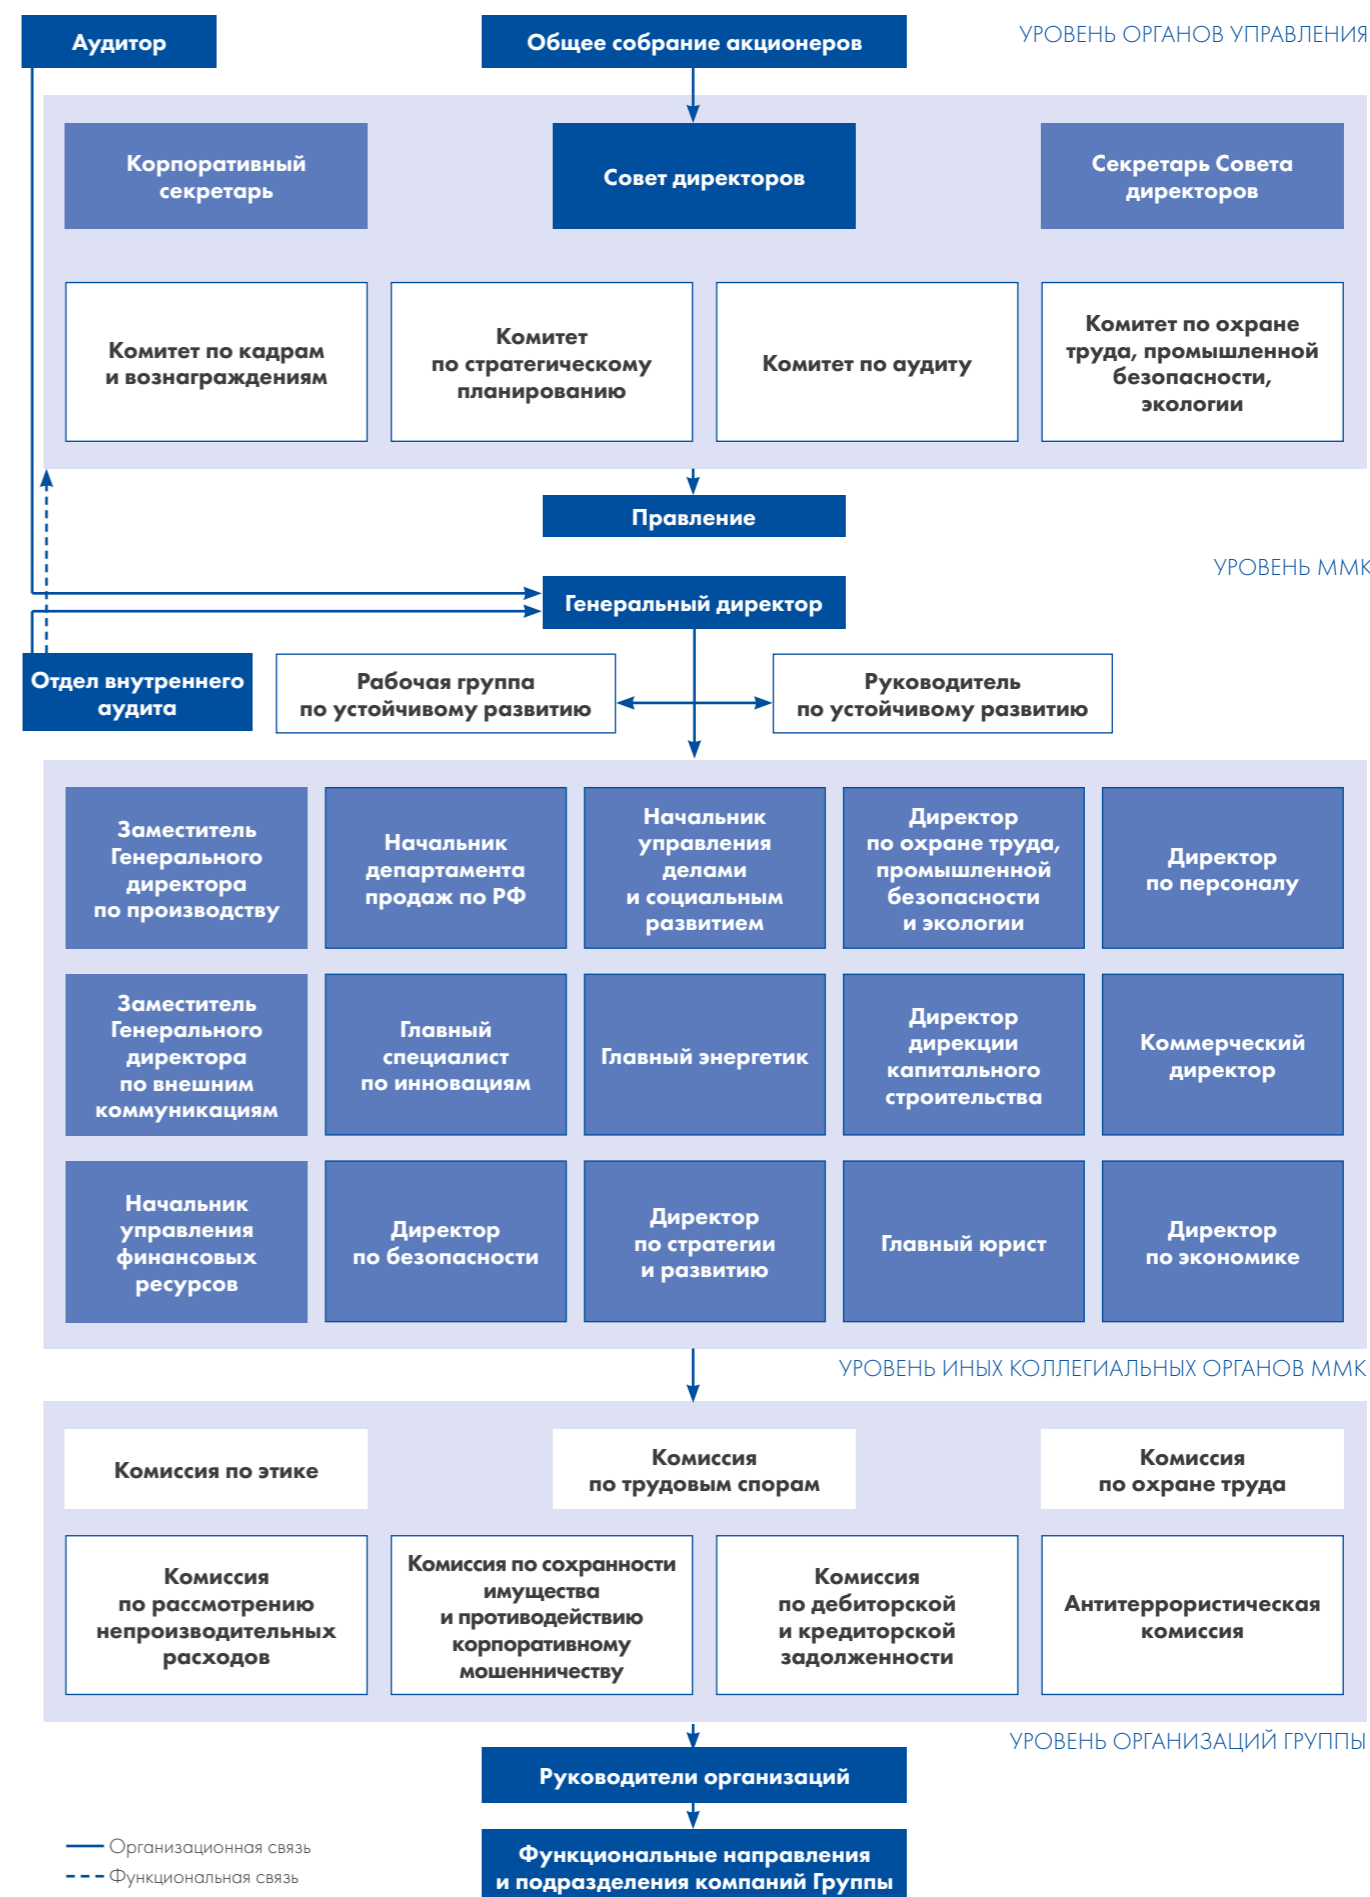 Аудитор
Общее собрание акционеров
УРОВЕНЬ ОРГАНОВ УПРАВЛЕНИЯ
Корпоративный
секретарь
Совет директоров
Секретарь Совета
директоров
Комитет по кадрам
и вознаграждениям
Комитет
по стратегическому
планированию
Комитет по аудиту
Комитет по охране
труда, промышленной
безопасности,
экологии
Правление
УРОВЕНЬ ММК
Генеральный директор
Отдел внутреннего
аудита
Рабочая группа
по устойчивому развитию
Руководитель
по устойчивому развитию
Заместитель
Генерального
директора
по производству
Начальник
департамента
продаж по РФ
Начальник
управления
делами
и социальным
развитием
Директор
по охране труда,
промышленной
безопасности
и экологии
Директор
по персоналу
Заместитель
Генерального
директора
по внешним
коммуникациям
Главный
специалист
по инновациям
Главный энергетик
Директор
дирекции
капитального
строительства
Коммерческий
директор
Начальник
управления
финансовых
ресурсов
Директор
по безопасности
Директор
по стратегии
и развитию
Главный юрист
Директор
по экономике
УРОВЕНЬ ИНЫХ КОЛЛЕГИАЛЬНЫХ ОРГАНОВ ММК
Комиссия по этике
Комиссия
по трудовым спорам
Комиссия
по охране труда
Комиссия
по рассмотрению
непроизводительных
расходов
Комиссия по сохранности
имущества
и противодействию
корпоративному
мошенничеству
Комиссия
по дебиторской
и кредиторской
задолженности
Антитеррористическая
комиссия
УРОВЕНЬ ОРГАНИЗАЦИЙ ГРУППЫ
Руководители организаций
Функциональные направления
и подразделения компаний Группы
Организационная связь
Функциональная связь